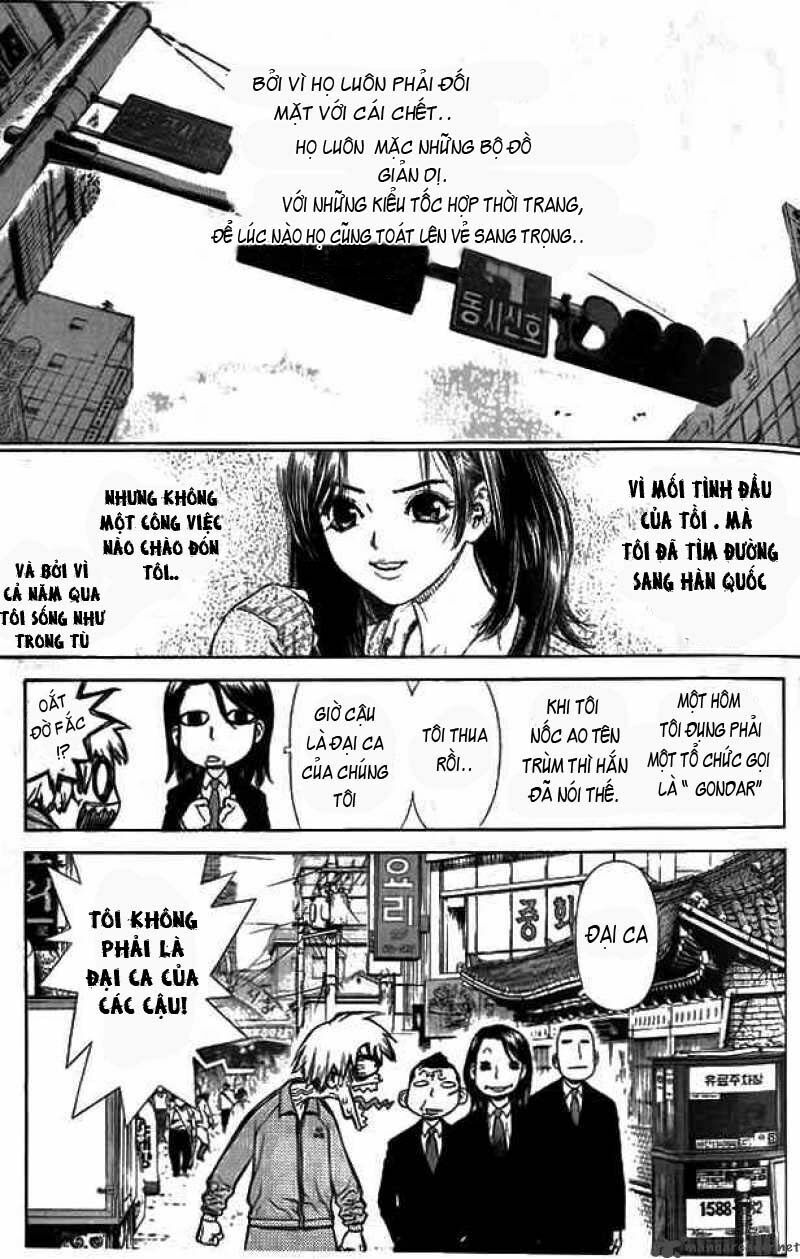 BỞI VÌ HỌ LUÔN PHẢI ĐỐI
MẶT VỚI CÁI CHẾT..
HỌ LUÔN MẶC NHỮNG BỘ ĐỒ
GIẢN DỊ.
VỚI NHỮNG KIỂU TỐC HỢP THỜI TRANG,
ĐỂ LÚC NÀO HỌ CŨNG TOÁT LÊN VẺ SANG TRỌNG..
동시신호
VÌ MỐI TÌNH ĐẦU
CỦA TỒI . MÀ
TÔI ĐÃ TÌM ĐƯỜNG
SANG HÀN QUỐC
NHƯNG KHÔNG
MỘT CÔNG VIỆC
NÀO CHÀO ĐÓN
TÔI..
VÀ BỞI VÌ
CẢ NĂM QUA
TÔI SỐNG NHƯ
TRONG TÙ
MỘT HÔM
TÔI ĐỤNG PHẢI
MỘT TỔ CHỨC GỌI
LÀ " GONDAR"
KHI TÔI
NỐC AO TÊN
TRÙM THÌ HẮN
ĐÃ NÓI THẾ.
TÔI THUA
RỒI..
GIỜ CẬU
LÀ ĐẠI CA
CỦA CHÚNG
TÔI
OẮT
ĐỜ FẮC
!?
요리
중회
ĐẠI CA
TÔI KHÔNG
PHẢI LÀ
ĐẠI CA CỦA
CÁC CẬU!
유료주차장